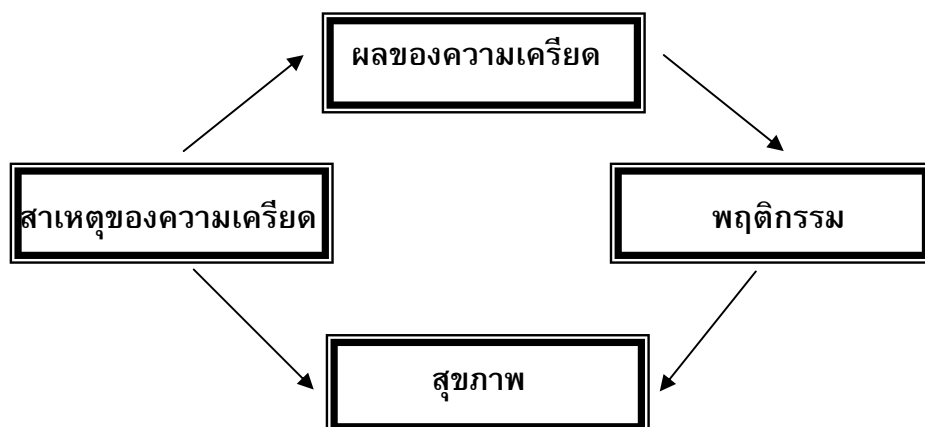 ผลของความเครียด
สาเหตุของความเครียด
พฤติกรรม
สุขภาพ